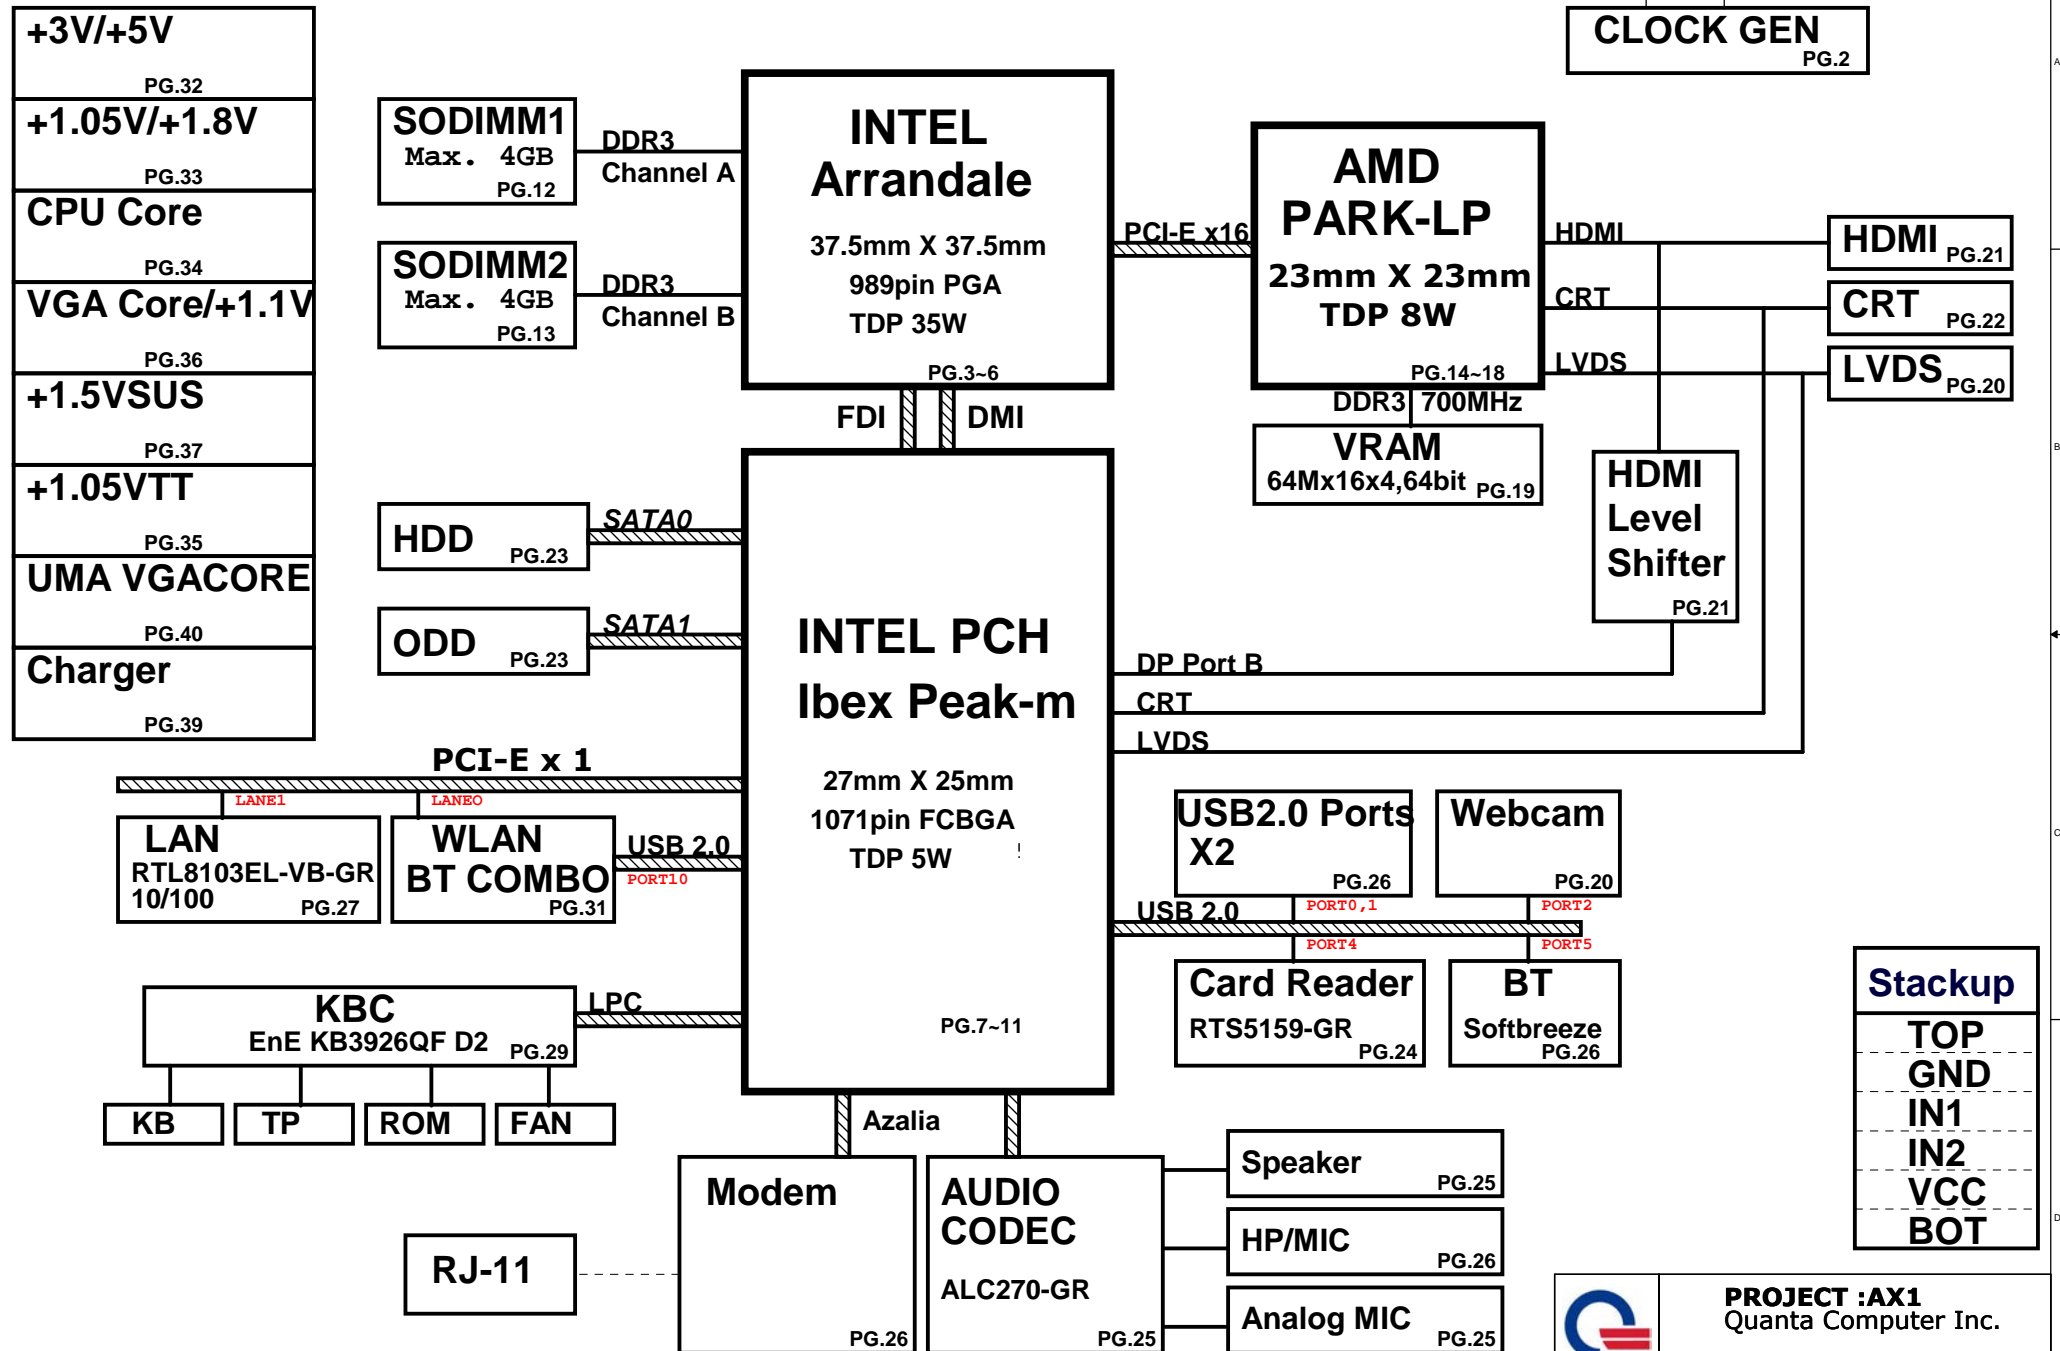 +3V/+5V
PG.32
+1.05V/+1.8V
PG.33
CPU Core
PG.34
VGA Core/+1.1V
PG.36
+1.5VSUS
PG.37
+1.05VTT
PG.35
UMA VGACORE
PG.40
Charger
PG.39
CLOCK GEN
PG.2
SODIMM1
Max. 4GB
PG.12
DDR3
Channel A
SODIMM2
Max. 4GB
PG.13
DDR3
Channel B
INTEL
Arrandale
37.5mm X 37.5mm
989pin PGA
TDP 35W
PG.3~6
PCI-E x16
AMD
PARK-LP
23mm X 23mm
TDP 8W
PG.14~18
HDMI
CRT
LVDS
HDMI PG.21
CRT PG.22
LVDS PG.20
DDR3 700MHz
VRAM
64Mx16x4,64bit PG.19
HDMI
Level
Shifter
PG.21
FDI
DMI
HDD PG.23
SATA0
ODD PG.23
SATA1
INTEL PCH
Ibex Peak-m
27mm X 25mm
1071pin FCBGA
TDP 5W !
PG.7~11
DP Port B
CRT
LVDS
PCI-E x 1
LANE1
LANE0
LAN
RTL8103EL-VB-GR
10/100 PG.27
WLAN
BT COMBO
PG.31
USB 2.0
PORT10
USB2.0 Ports
X2
PG.26
Webcam
PG.20
USB 2.0
PORT0,1
PORT2
PORT4
PORT5
Card Reader
RTS5159-GR
PG.24
BT
Softbreeze
PG.26
KBC
EnE KB3926QF D2 PG.29
LPC
KB
TP
ROM
FAN
Azalia
Modem
PG.26
RJ-11
AUDIO
CODEC
ALC270-GR
PG.25
Speaker
PG.25
HP/MIC
PG.26
Analog MIC
PG.25
Stackup
TOP
GND
IN1
IN2
VCC
BOT
PROJECT :AX1
Quanta Computer Inc.
A
B
C
D